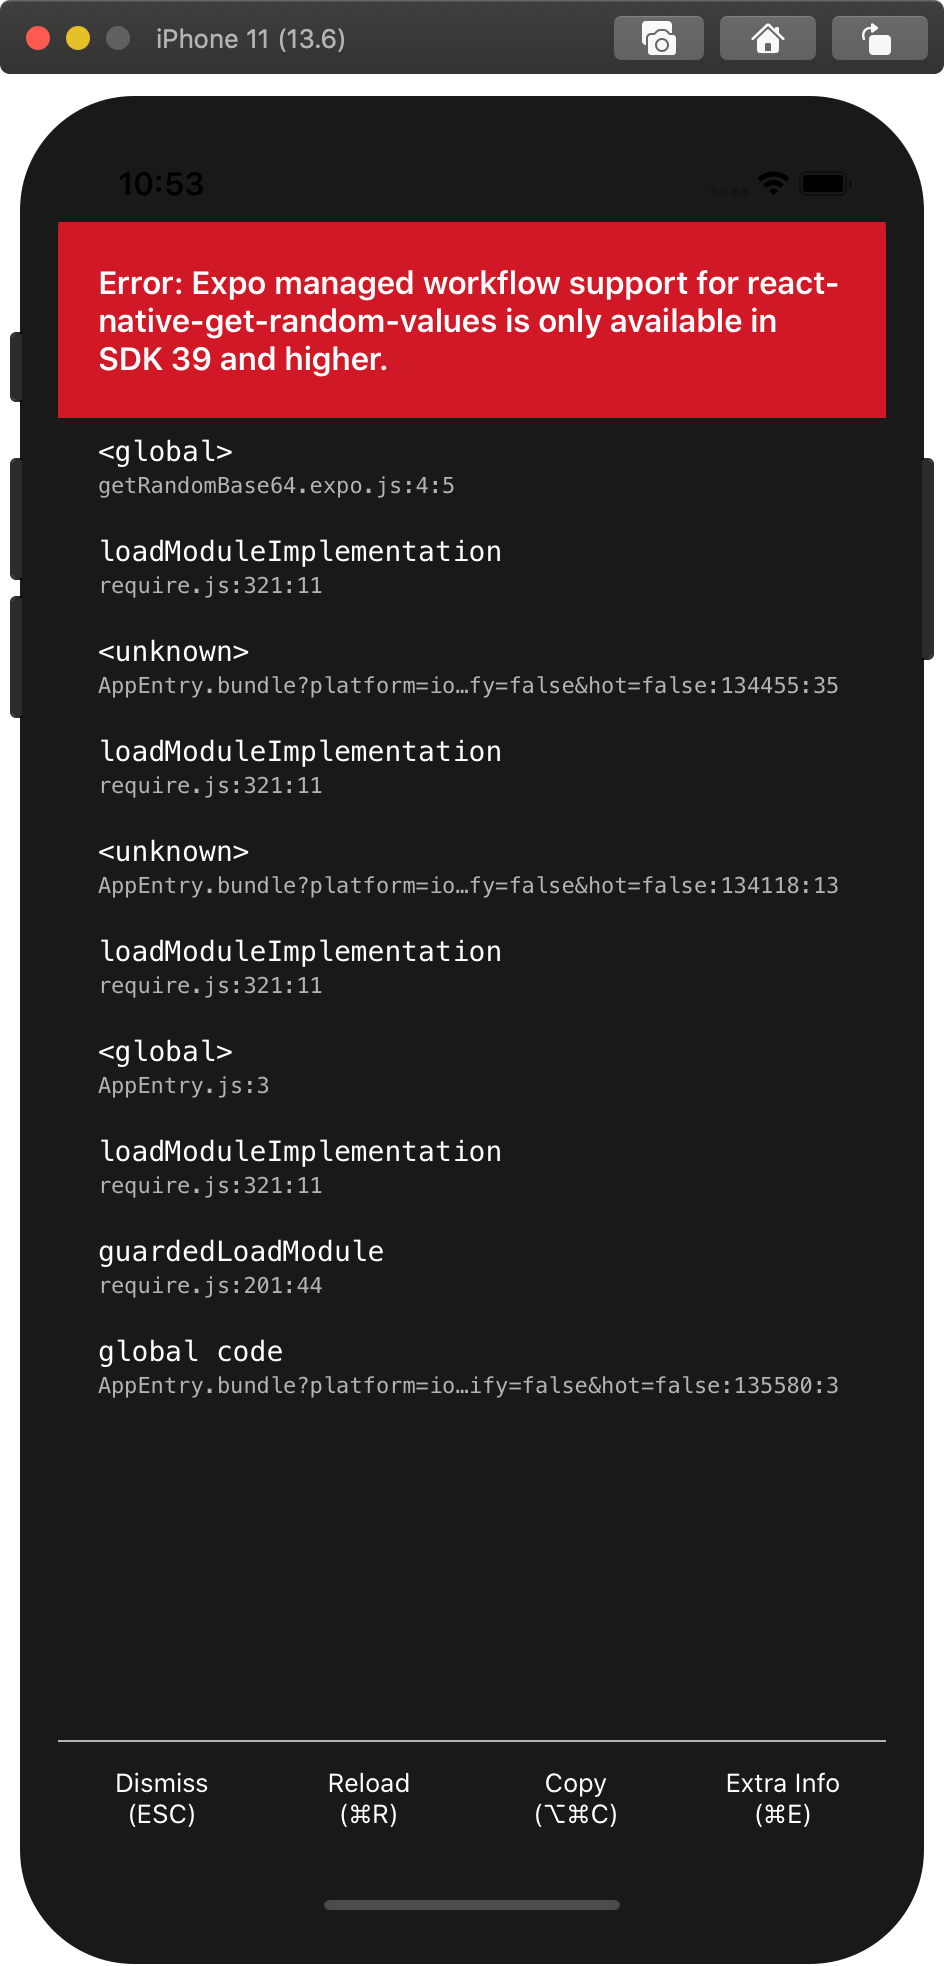 iPhone 11 (13.6)
10:53
Error: Expo managed workflow support for react-
native-get-random-values is only available in
SDK 39 and higher.
<global>
getRandomBase64.expo.js:4:5
loadModuleImplementation
require.js:321:11
<unknown>
AppEntry.bundle?platform=io…fy=false&hot=false:134455:35
loadModuleImplementation
require.js:321:11
<unknown>
AppEntry.bundle?platform=io…fy=false&hot=false:134118:13
loadModuleImplementation
require.js:321:11
<global>
AppEntry.js:3
loadModuleImplementation
require.js:321:11
guardedLoadModule
require.js:201:44
global code
AppEntry.bundle?platform=io…ify=false&hot=false:135580:3
Dismiss
(ESC)
Reload
(⌘R)
Copy
(⌥⌘C)
Extra Info
(⌘E)